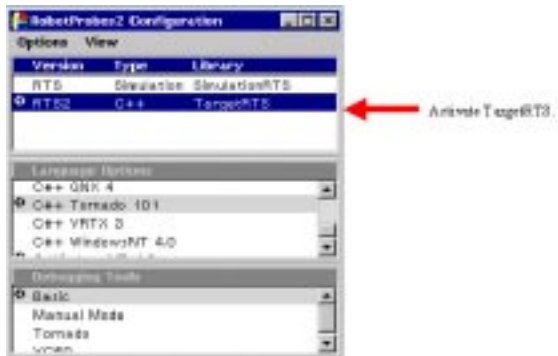 RobotProbes2 Configuration
Options View
Version Type Library
RTS Simulation SimulationRTS
RTS2 C++ TargetRTS
Activate TargetRTS.
Language Options
C++ QNX 4
C++ Tornado 101
C++ VRTX 3
C++ WindowsNT 4.0
Debugging Tools
Basic
Manual Mode
Tornado